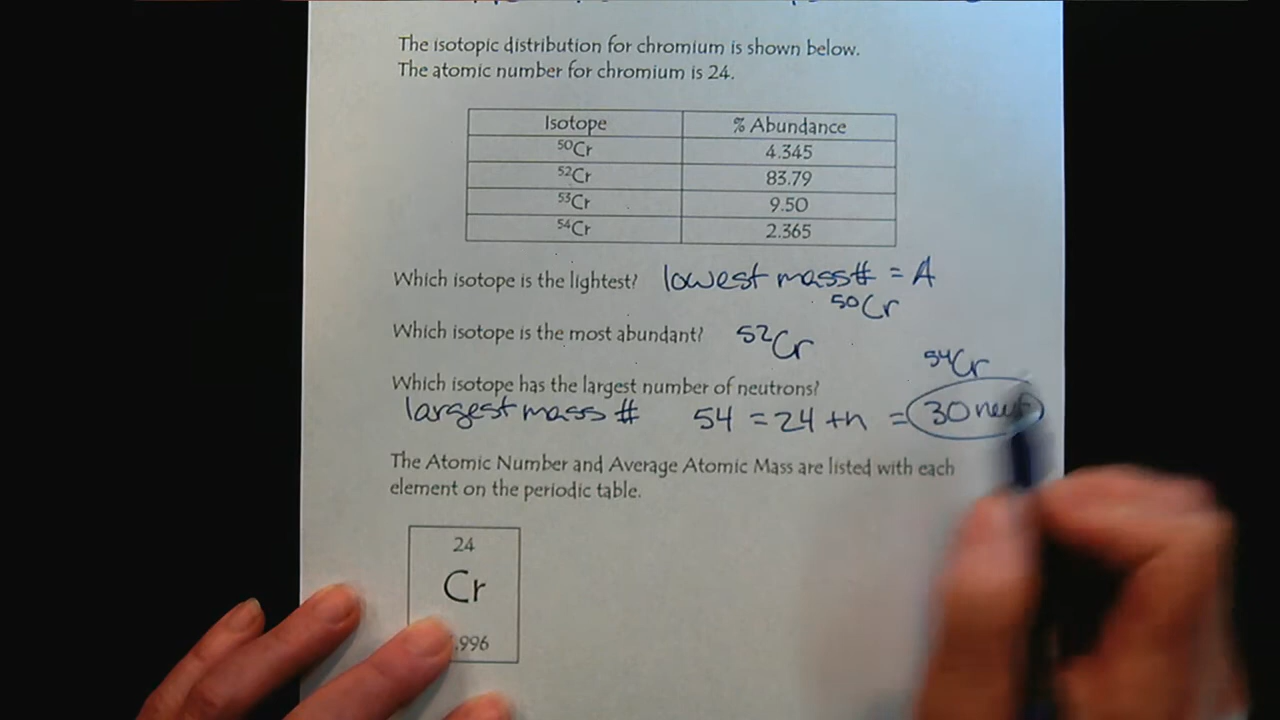 The isotopic distribution for chromium is shown below.
The atomic number for chromium is 24.
Isotope % Abundance
⁵⁰Cr 4.345
⁵²Cr 83.79
⁵³Cr 9.50
⁵⁴Cr 2.365
Which isotope is the lightest? lowest mass# = A
⁵⁰Cr
Which isotope is the most abundant? ⁵²Cr
⁵⁴Cr
Which isotope has the largest number of neutrons?
largest mass # 54 = 24 + n = 30 neut
The Atomic Number and Average Atomic Mass are listed with each
element on the periodic table.
24
Cr
.996